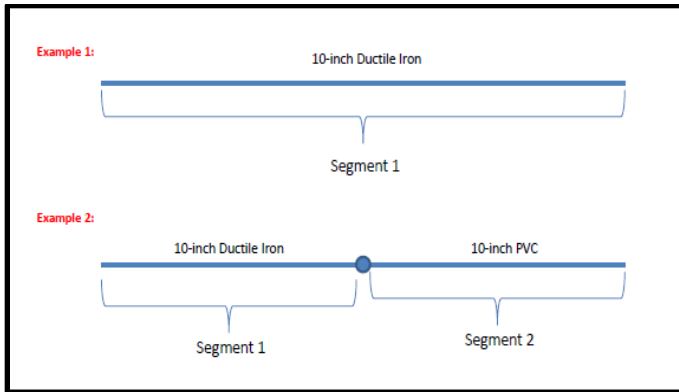 Example 1:
10-inch Ductile Iron
Segment 1
Example 2:
10-inch Ductile Iron
10-inch PVC
Segment 1
Segment 2